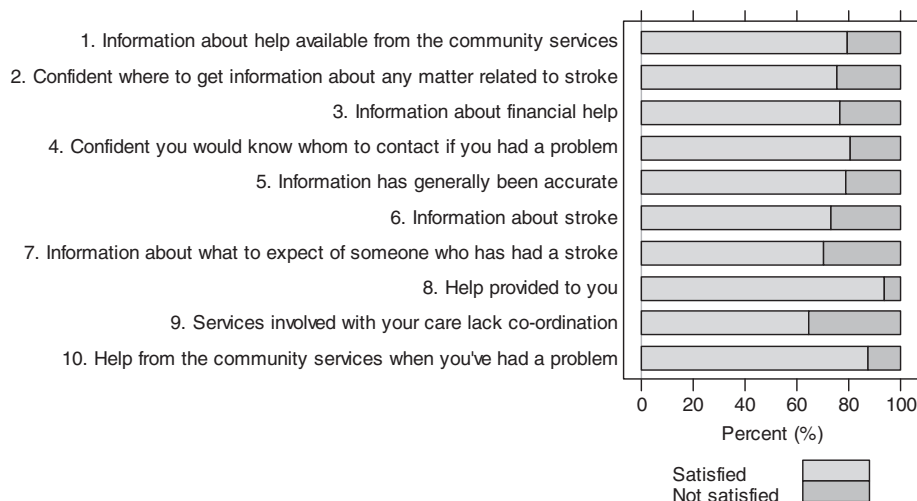 1. Information about help available from the community services
2. Confident where to get information about any matter related to stroke
3. Information about financial help
4. Confident you would know whom to contact if you had a problem
5. Information has generally been accurate
6. Information about stroke
7. Information about what to expect of someone who has had a stroke
8. Help provided to you
9. Services involved with your care lack co-ordination
10. Help from the community services when you've had a problem
0 20 40 60 80 100
Percent (%)
Satisfied
Not satisfied